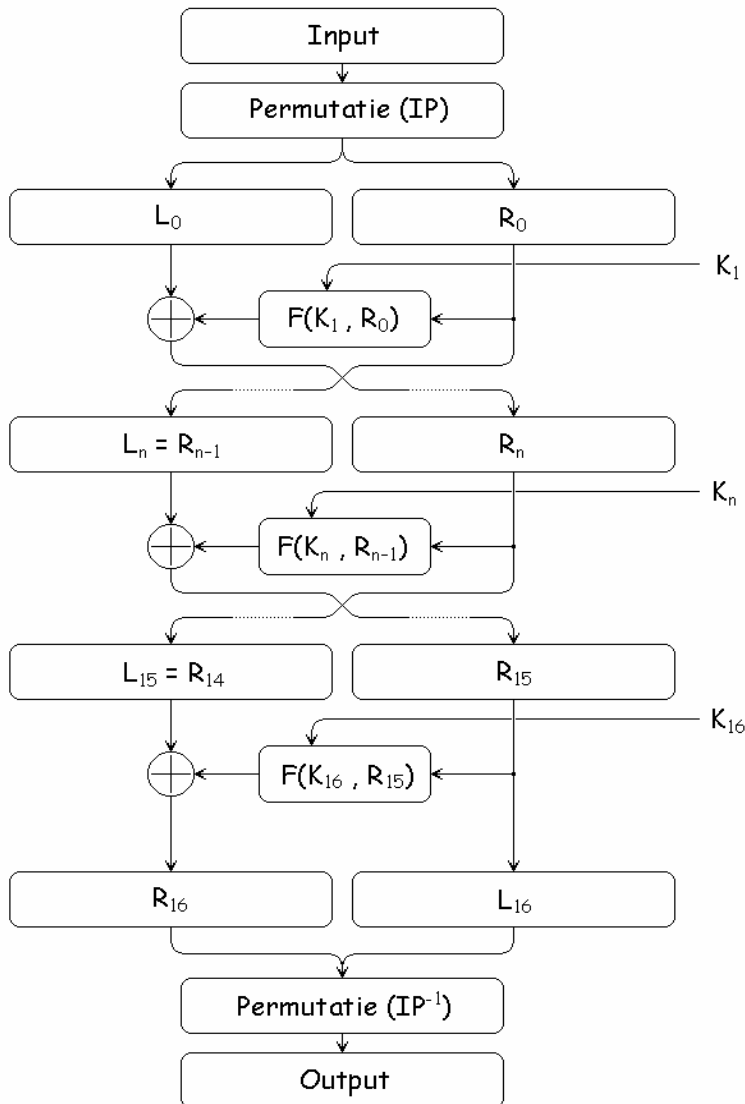 Input
Permutatie (IP)
L₀ R₀
K₁
F(K₁ , R₀)
Lₙ = Rₙ₋₁ Rₙ
Kₙ
F(Kₙ , Rₙ₋₁)
L₁₅ = R₁₄ R₁₅
K₁₆
F(K₁₆ , R₁₅)
R₁₆ L₁₆
Permutatie (IP⁻¹)
Output